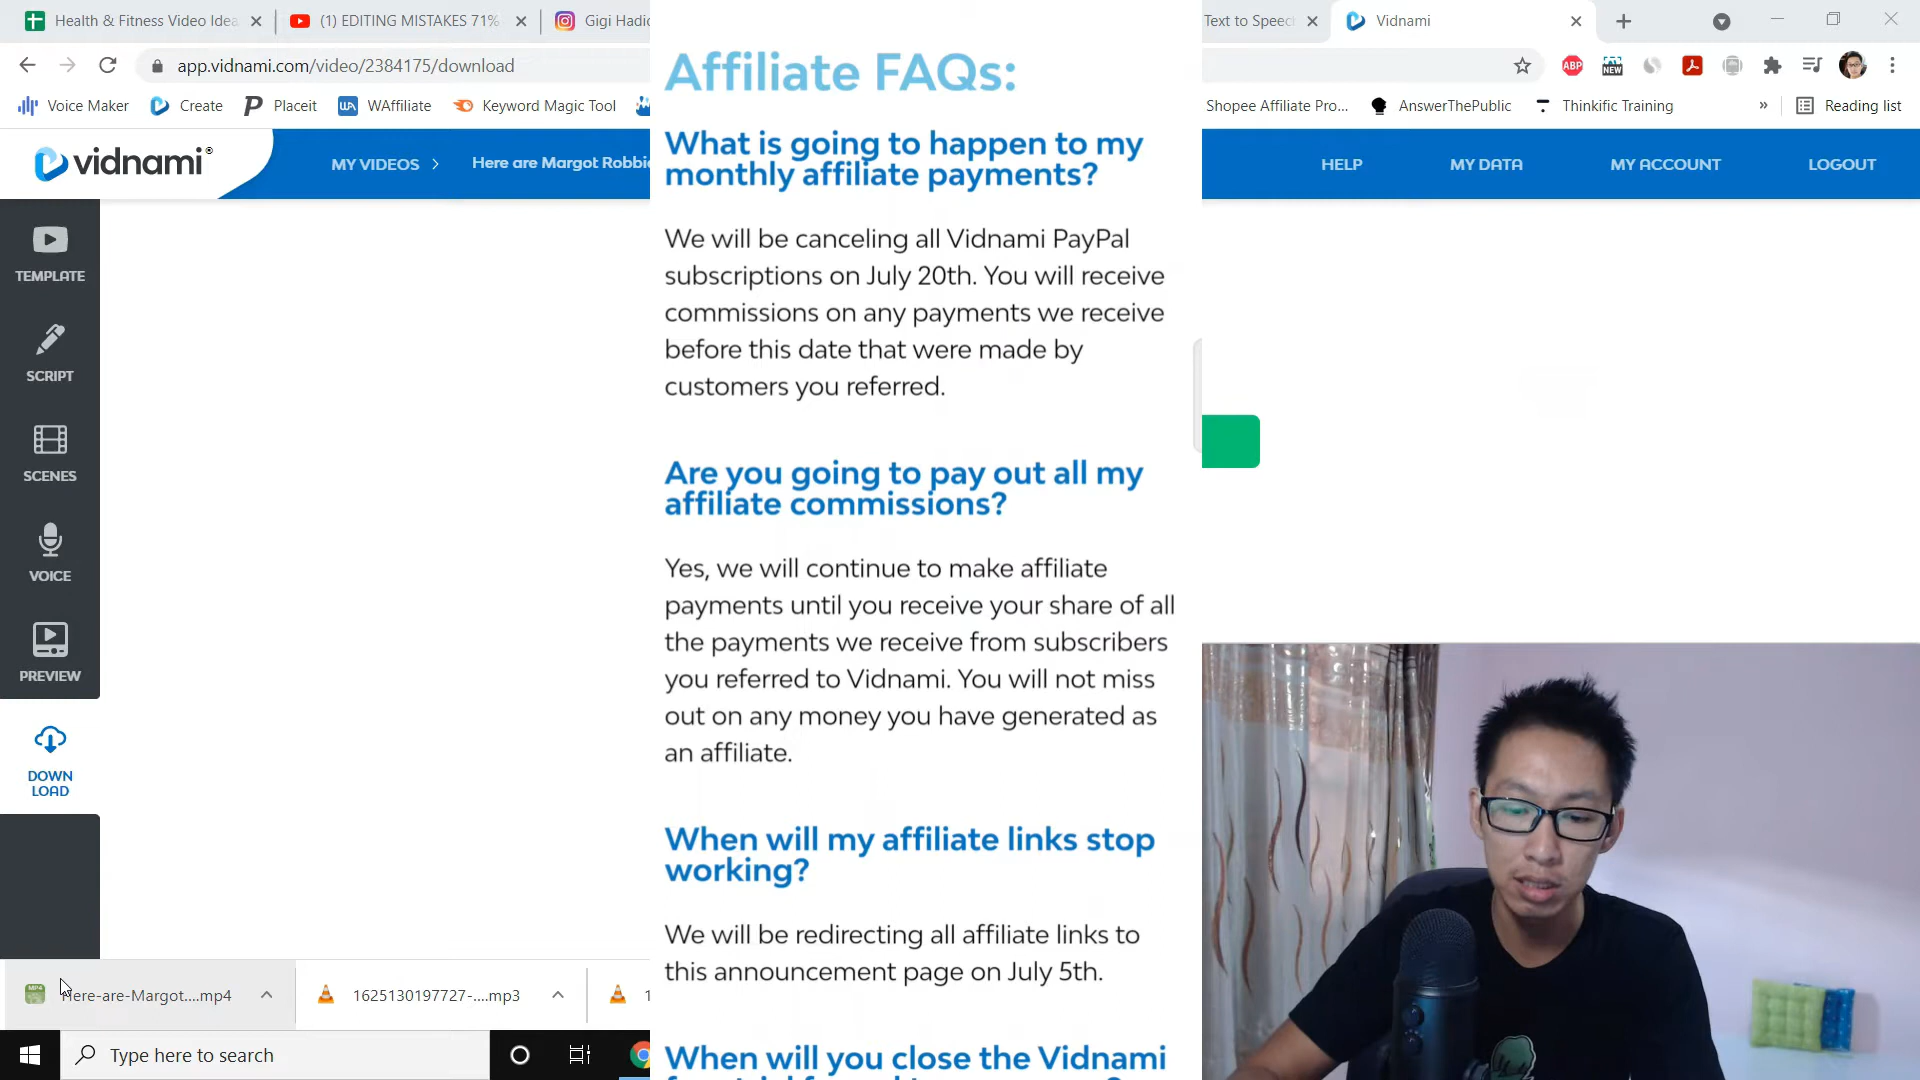 Health & Fitness Video Idea
(1) EDITING MISTAKES 71%
Gigi Hadi
Text to Speec
Vidnami
app.vidnami.com/video/2384175/download
ABP
NEW
Voice Maker
Create
Placeit
WAffiliate
Keyword Magic Tool
Shopee Affiliate Pro...
AnswerThePublic
Thinkific Training
»
Reading list
vidnami
MY VIDEOS >
Here are Margot Robbie
HELP
MY DATA
MY ACCOUNT
LOGOUT
TEMPLATE
SCRIPT
SCENES
VOICE
PREVIEW
DOWN
LOAD
Affiliate FAQs:
What is going to happen to my
monthly affiliate payments?
We will be canceling all Vidnami PayPal
subscriptions on July 20th. You will receive
commissions on any payments we receive
before this date that were made by
customers you referred.
Are you going to pay out all my
affiliate commissions?
Yes, we will continue to make affiliate
payments until you receive your share of all
the payments we receive from subscribers
you referred to Vidnami. You will not miss
out on any money you have generated as
an affiliate.
When will my affiliate links stop
working?
We will be redirecting all affiliate links to
this announcement page on July 5th.
When will you close the Vidnami
Here-are-Margot....mp4
1625130197727-....mp3
1
Type here to search